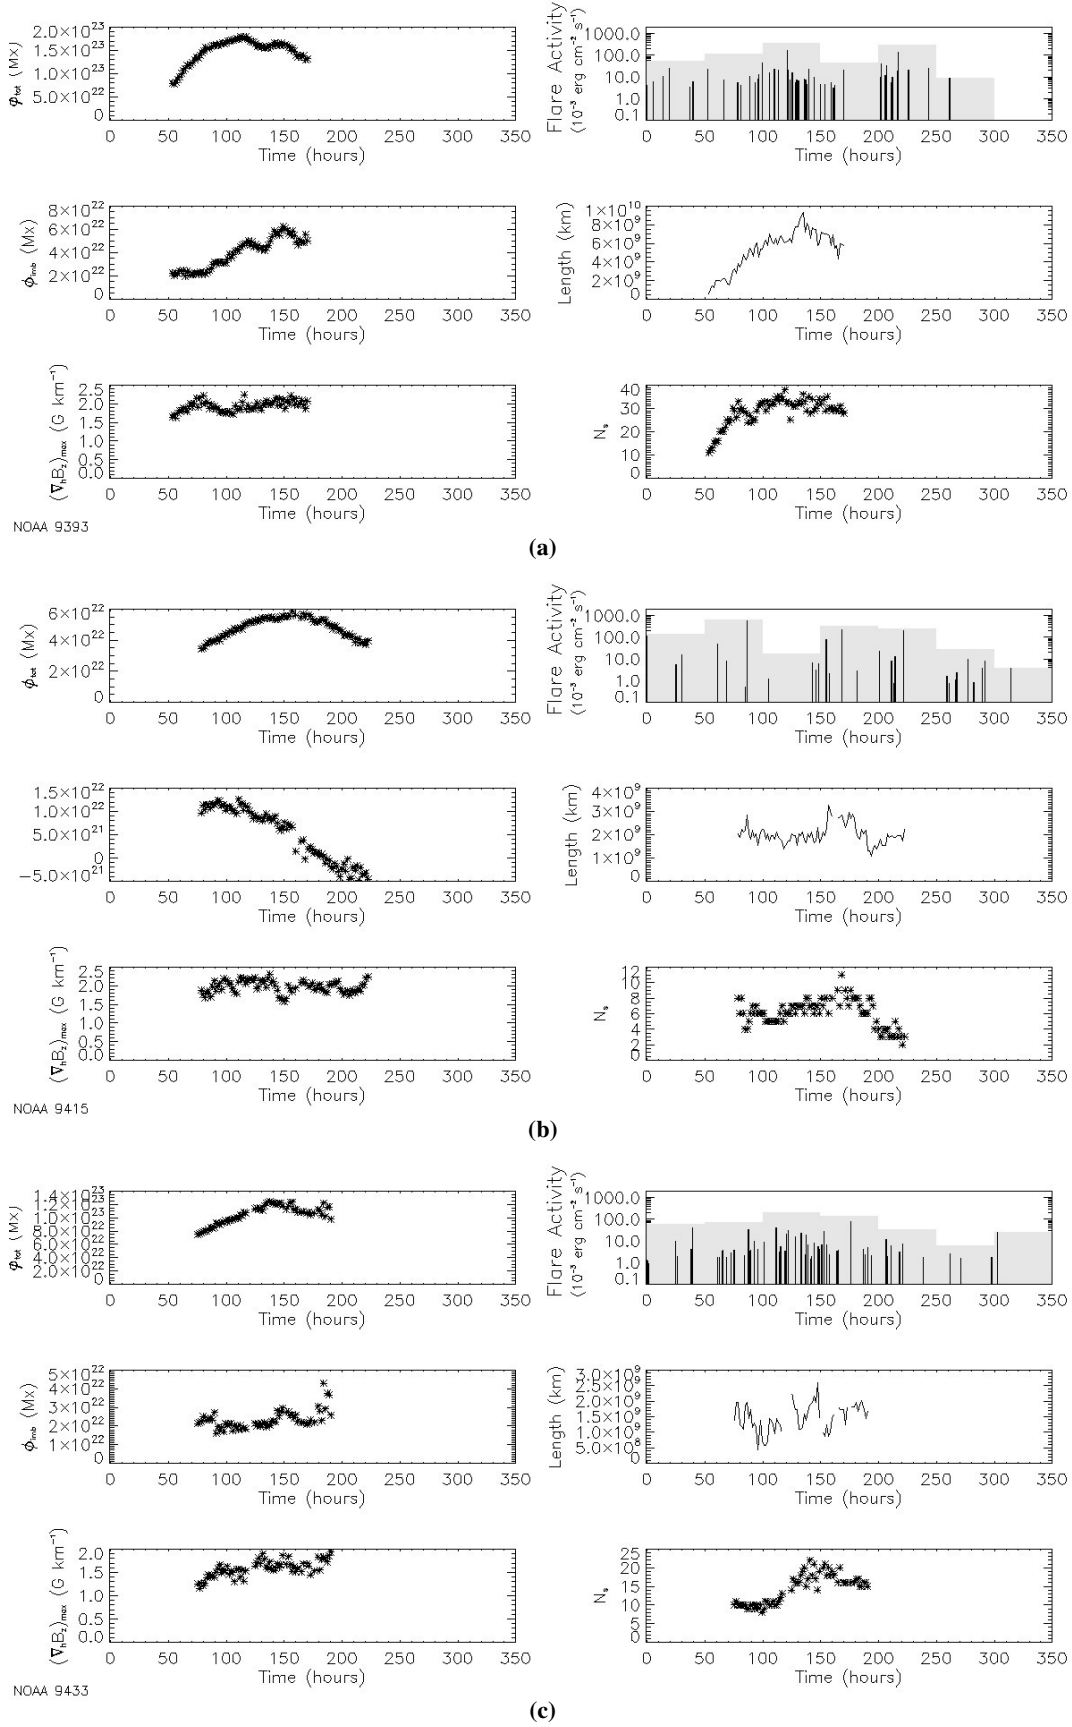 φtot (Mx)
2.0×10^23
1.5×10^23
1.0×10^23
5.0×10^22
0
0 50 100 150 200 250 300 350
Time (hours)
Flare Activity
(10^-3 erg cm^-2 s^-1)
1000.0
100.0
10.0
1.0
0.1
0 50 100 150 200 250 300 350
Time (hours)
φimb (Mx)
8×10^22
6×10^22
4×10^22
2×10^22
0
0 50 100 150 200 250 300 350
Time (hours)
Length (km)
1×10^10
8×10^9
6×10^9
4×10^9
2×10^9
0
0 50 100 150 200 250 300 350
Time (hours)
(∇hBz)max (G km^-1)
2.5
2.0
1.5
1.0
0.5
0.0
0 50 100 150 200 250 300 350
Time (hours)
Ns
40
30
20
10
0
0 50 100 150 200 250 300 350
Time (hours)
NOAA 9393
(a)
φtot (Mx)
6×10^22
4×10^22
2×10^22
0
0 50 100 150 200 250 300 350
Time (hours)
Flare Activity
(10^-3 erg cm^-2 s^-1)
1000.0
100.0
10.0
1.0
0.1
0 50 100 150 200 250 300 350
Time (hours)
1.5×10^22
1.0×10^22
5.0×10^21
0
−5.0×10^21
0 50 100 150 200 250 300 350
Time (hours)
Length (km)
4×10^9
3×10^9
2×10^9
1×10^9
0
0 50 100 150 200 250 300 350
Time (hours)
(∇hBz)max (G km^-1)
2.5
2.0
1.5
1.0
0.5
0.0
0 50 100 150 200 250 300 350
Time (hours)
Ns
12
10
8
6
4
2
0
0 50 100 150 200 250 300 350
Time (hours)
NOAA 9415
(b)
φtot (Mx)
1.4×10^23
1.2×10^23
1.0×10^23
8.0×10^22
6.0×10^22
4.0×10^22
2.0×10^22
0
0 50 100 150 200 250 300 350
Time (hours)
Flare Activity
(10^-3 erg cm^-2 s^-1)
1000.0
100.0
10.0
1.0
0.1
0 50 100 150 200 250 300 350
Time (hours)
φimb (Mx)
5×10^22
4×10^22
3×10^22
2×10^22
1×10^22
0
0 50 100 150 200 250 300 350
Time (hours)
Length (km)
3.0×10^9
2.5×10^9
2.0×10^9
1.5×10^9
1.0×10^9
5.0×10^8
0
0 50 100 150 200 250 300 350
Time (hours)
(∇hBz)max (G km^-1)
2.0
1.5
1.0
0.5
0.0
0 50 100 150 200 250 300 350
Time (hours)
Ns
25
20
15
10
5
0
0 50 100 150 200 250 300 350
Time (hours)
NOAA 9433
(c)